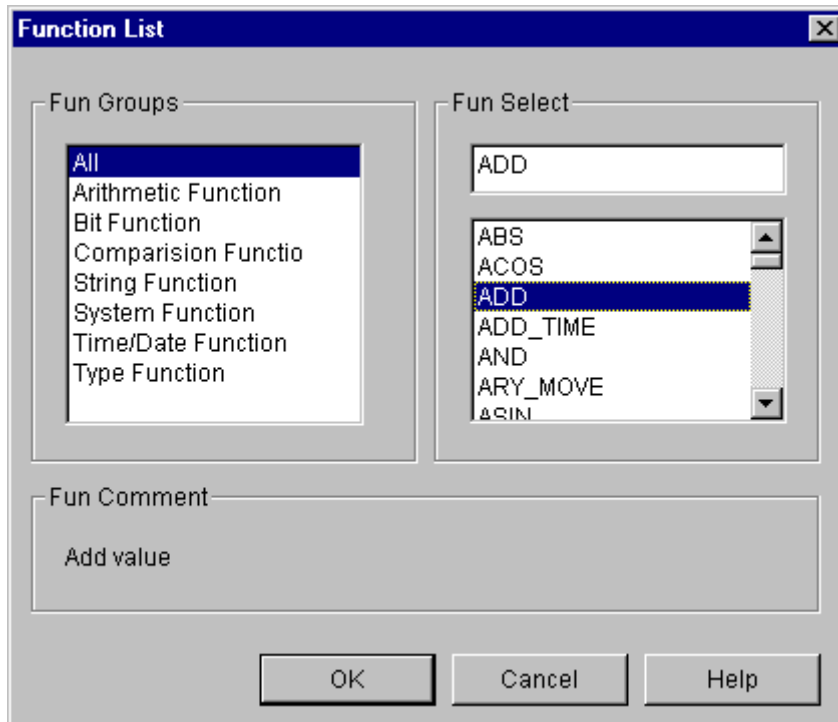 Function List
Fun Groups
All
Arithmetic Function
Bit Function
Comparision Functio
String Function
System Function
Time/Date Function
Type Function
Fun Select
ADD
ABS
ACOS
ADD
ADD_TIME
AND
ARY_MOVE
ASIN
Fun Comment
Add value
OK
Cancel
Help